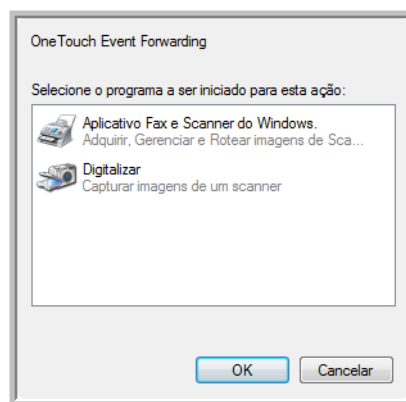 OneTouch Event Forwarding
Selecione o programa a ser iniciado para esta ação:
Aplicativo Fax e Scanner do Windows.
Adquirir, Gerenciar e Rotear imagens de Sca...
Digitalizar
Capturar imagens de um scanner
OK
Cancelar